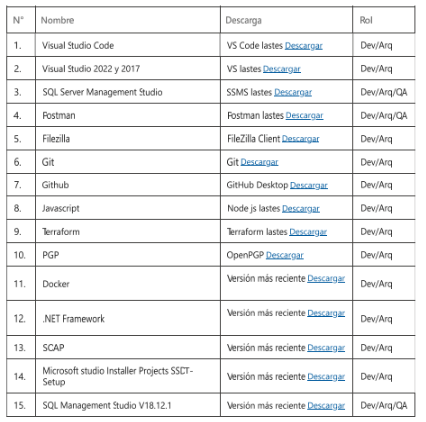 N° Nombre Descarga Rol
1. Visual Studio Code VS Code lastes Descargar Dev/Arq
2. Visual Studio 2022 y 2017 VS lastes Descargar Dev/Arq
3. SQL Server Management Studio SSMS lastes Descargar Dev/Arq/QA
4. Postman Postman lastes Descargar Dev/Arq/QA
5. Filezilla FileZilla Client Descargar Dev/Arq
6. Git Git Descargar Dev/Arq
7. Github GitHub Desktop Descargar Dev/Arq
8. Javascript Node js lastes Descargar Dev/Arq
9. Terraform Terraform lastes Descargar Dev/Arq
10. PGP OpenPGP Descargar Dev/Arq
11. Docker Versión más reciente Descargar Dev/Arq
12. .NET Framework Versión más reciente Descargar Dev/Arq
13. SCAP Versión más reciente Descargar Dev/Arq
14. Microsoft studio Installer Projects SSCT-
Setup Versión más reciente Descargar Dev/Arq
15. SQL Management Studio V18.12.1 Versión más reciente Descargar Dev/Arq/QA